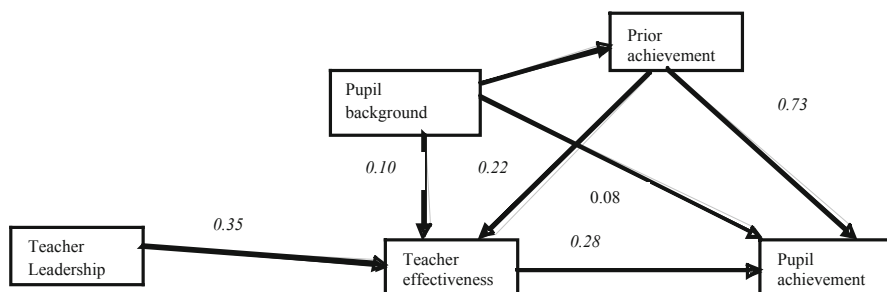 Prior
achievement
Pupil
background
0.73
0.10
0.22
0.08
0.35
0.28
Teacher
Leadership
Teacher
effectiveness
Pupil
achievement